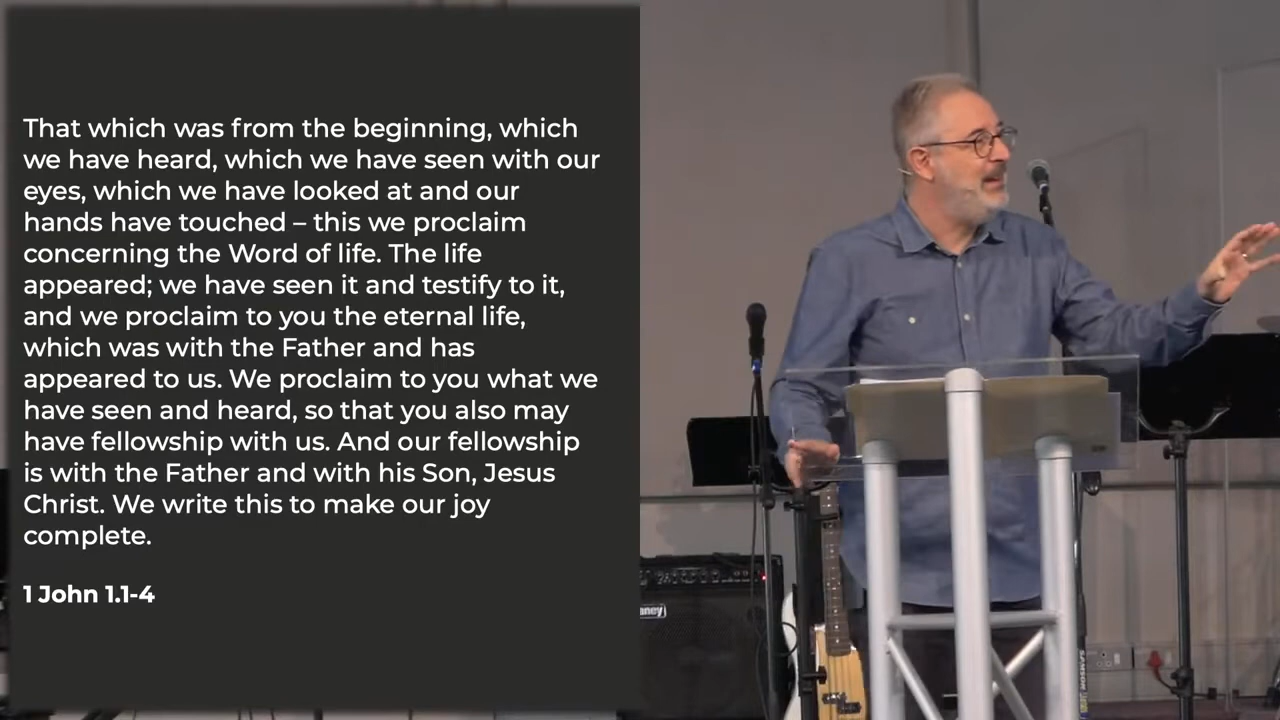 That which was from the beginning, which
we have heard, which we have seen with our
eyes, which we have looked at and our
hands have touched – this we proclaim
concerning the Word of life. The life
appeared; we have seen it and testify to it,
and we proclaim to you the eternal life,
which was with the Father and has
appeared to us. We proclaim to you what we
have seen and heard, so that you also may
have fellowship with us. And our fellowship
is with the Father and with his Son, Jesus
Christ. We write this to make our joy
complete.
1 John 1.1-4
aney
SAMSON